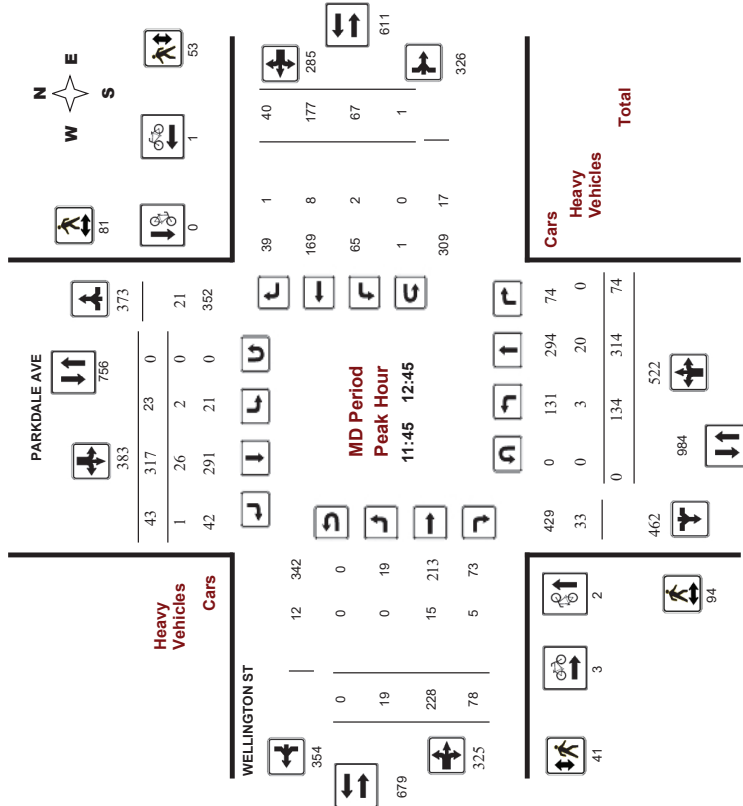 N
W E
S
53
1
81
0
PARKDALE AVE
756
383
373
43 317 23 0
1 26 2 0 21
42 291 21 0 352
611
285
326
39 1 40
169 8 177
65 2 67
1 0 1
309 17
MD Period
Peak Hour
11:45 12:45
Heavy
Vehicles
Cars
WELLINGTON ST
12 342
0 0 0
19 0 19
228 15 213
78 5 73
354
679
325
Cars
Heavy
Vehicles
Total
429 0 131 294 74
33 0 3 20 0
0 134 314 74
462
522
984
2
3
94
41